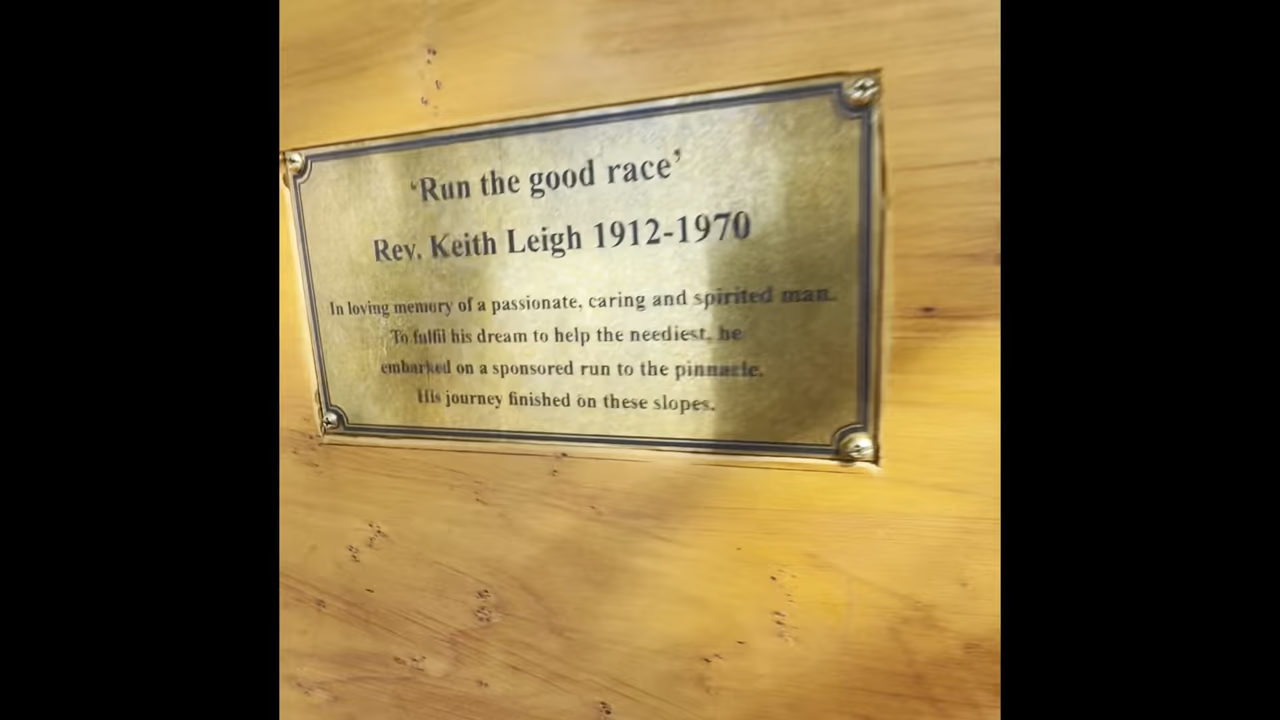 ‘Run the good race’
Rev. Keith Leigh 1912-1970
In loving memory of a passionate, caring and spirited man.
To fulfil his dream to help the neediest, he
embarked on a sponsored run to the pinnacle.
His journey finished on these slopes.